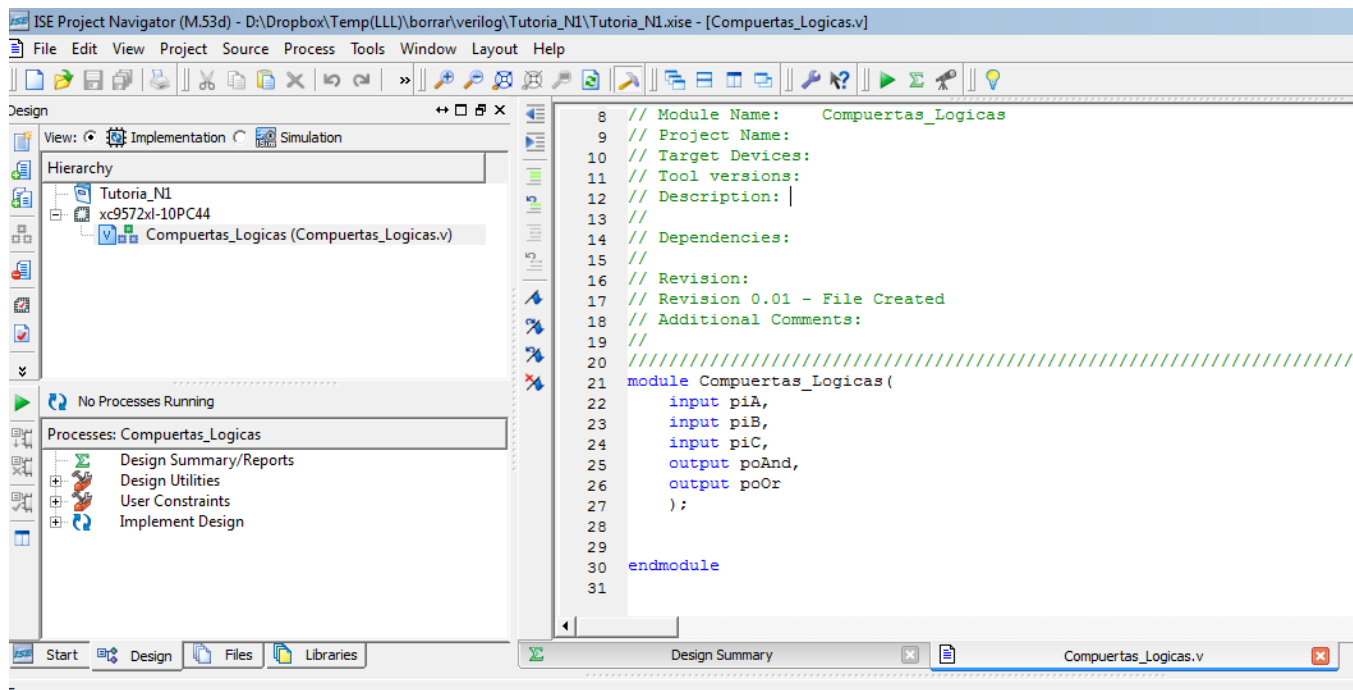 ISE Project Navigator (M.53d) - D:\Dropbox\Temp(LLL)\borrar\verilog\Tutoria_N1\Tutoria_N1.xise - [Compuertas_Logicas.v]
File Edit View Project Source Process Tools Window Layout Help
Design
View: Implementation Simulation
Hierarchy
Tutoria_N1
xc9572xl-10PC44
Compuertas_Logicas (Compuertas_Logicas.v)
No Processes Running
Processes: Compuertas_Logicas
Design Summary/Reports
Design Utilities
User Constraints
Implement Design
Start Design Files Libraries
8 // Module Name: Compuertas_Logicas
9 // Project Name:
10 // Target Devices:
11 // Tool versions:
12 // Description:
13 //
14 // Dependencies:
15 //
16 // Revision:
17 // Revision 0.01 - File Created
18 // Additional Comments:
19 //
20 //////////////////////////////////////////////////////////////////////
21 module Compuertas_Logicas(
22 input piA,
23 input piB,
24 input piC,
25 output poAnd,
26 output poOr
27 );
28
29
30 endmodule
31
Design Summary
Compuertas_Logicas.v